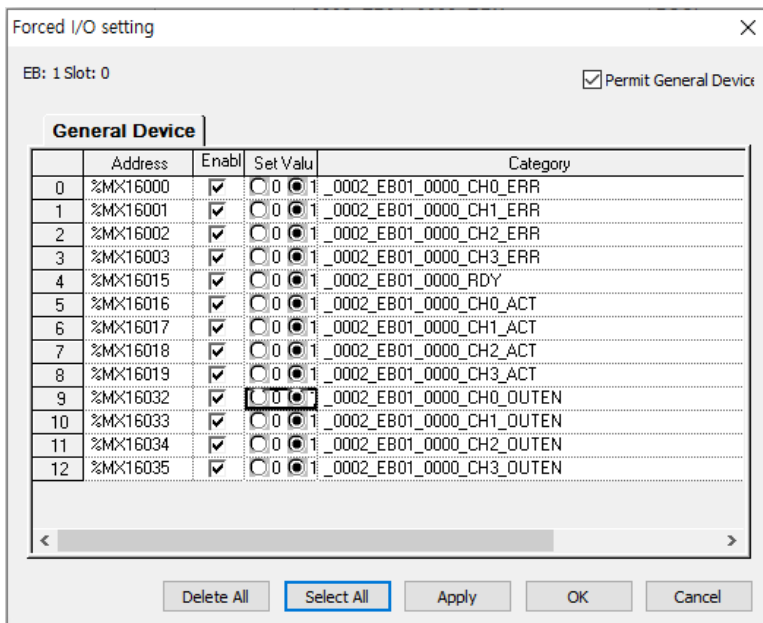 Forced I/O setting
EB: 1 Slot: 0
Permit General Device
General Device
Address Enabl Set Valu Category
0 %MX16000 0 1 _0002_EB01_0000_CH0_ERR
1 %MX16001 0 1 _0002_EB01_0000_CH1_ERR
2 %MX16002 0 1 _0002_EB01_0000_CH2_ERR
3 %MX16003 0 1 _0002_EB01_0000_CH3_ERR
4 %MX16015 0 1 _0002_EB01_0000_RDY
5 %MX16016 0 1 _0002_EB01_0000_CH0_ACT
6 %MX16017 0 1 _0002_EB01_0000_CH1_ACT
7 %MX16018 0 1 _0002_EB01_0000_CH2_ACT
8 %MX16019 0 1 _0002_EB01_0000_CH3_ACT
9 %MX16032 0 1 _0002_EB01_0000_CH0_OUTEN
10 %MX16033 0 1 _0002_EB01_0000_CH1_OUTEN
11 %MX16034 0 1 _0002_EB01_0000_CH2_OUTEN
12 %MX16035 0 1 _0002_EB01_0000_CH3_OUTEN
Delete All Select All Apply OK Cancel